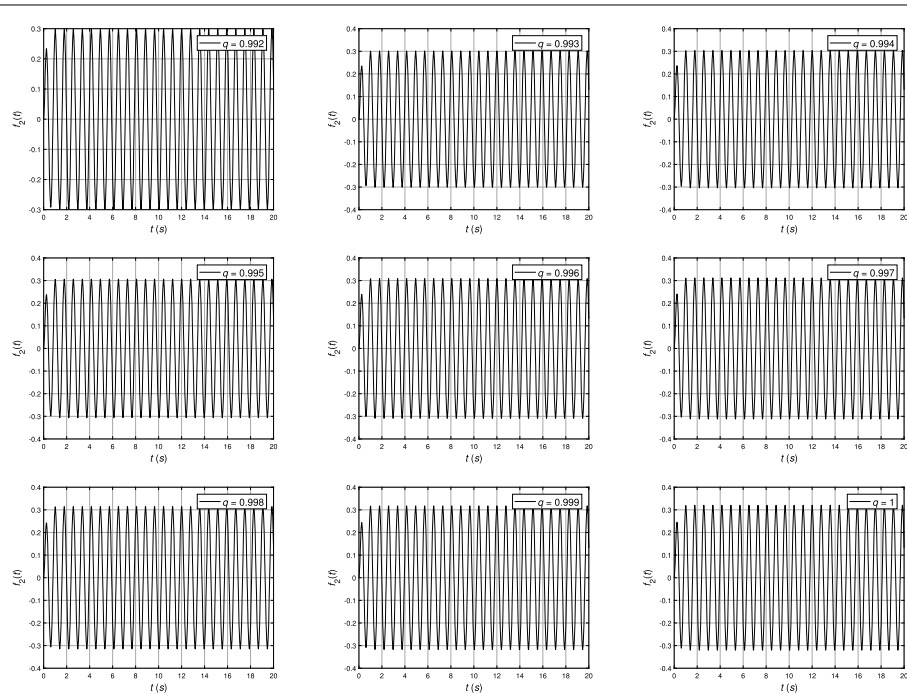 0.3
0.2
0.1
0
-0.1
-0.2
-0.3
f2(t)
q = 0.992
0 2 4 6 8 10 12 14 16 18 20
t (s)
0.4
0.3
0.2
0.1
0
-0.1
-0.2
-0.3
-0.4
f2(t)
q = 0.993
0 2 4 6 8 10 12 14 16 18 20
t (s)
0.4
0.3
0.2
0.1
0
-0.1
-0.2
-0.3
-0.4
f2(t)
q = 0.994
0 2 4 6 8 10 12 14 16 18 20
t (s)
0.4
0.3
0.2
0.1
0
-0.1
-0.2
-0.3
-0.4
f2(t)
q = 0.995
0 2 4 6 8 10 12 14 16 18 20
t (s)
0.4
0.3
0.2
0.1
0
-0.1
-0.2
-0.3
-0.4
f2(t)
q = 0.996
0 2 4 6 8 10 12 14 16 18 20
t (s)
0.4
0.3
0.2
0.1
0
-0.1
-0.2
-0.3
-0.4
f2(t)
q = 0.997
0 2 4 6 8 10 12 14 16 18 20
t (s)
0.4
0.3
0.2
0.1
0
-0.1
-0.2
-0.3
-0.4
f2(t)
q = 0.998
0 2 4 6 8 10 12 14 16 18 20
t (s)
0.4
0.3
0.2
0.1
0
-0.1
-0.2
-0.3
-0.4
f2(t)
q = 0.999
0 2 4 6 8 10 12 14 16 18 20
t (s)
0.4
0.3
0.2
0.1
0
-0.1
-0.2
-0.3
-0.4
f2(t)
q = 1
0 2 4 6 8 10 12 14 16 18 20
t (s)